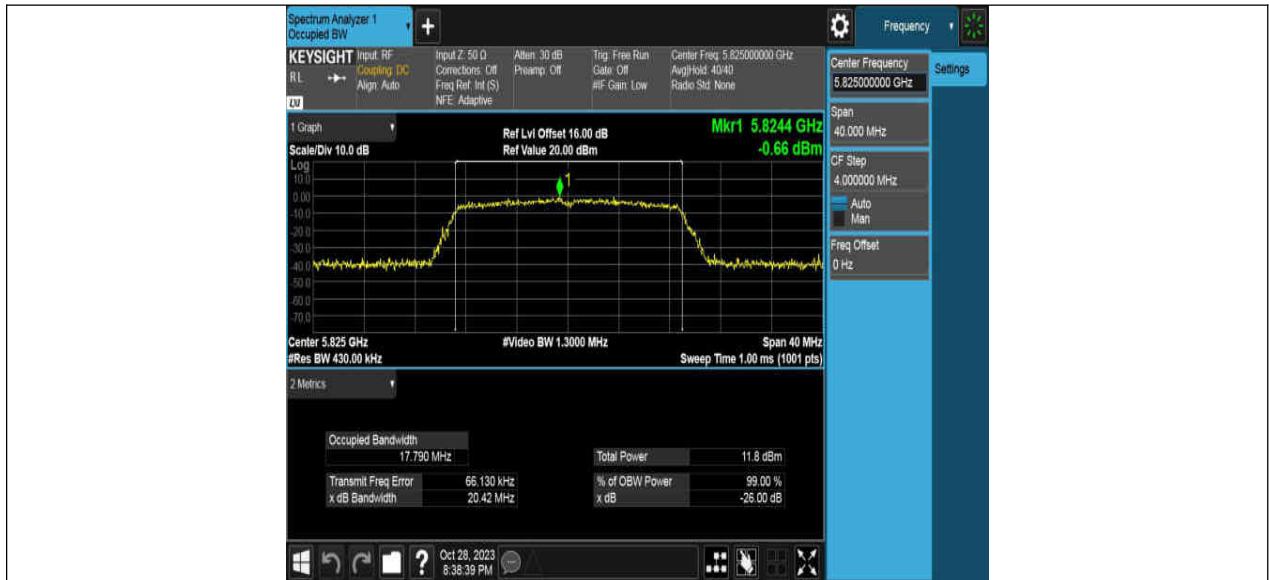 Spectrum Analyzer 1
Occupied BW
+
Frequency
KEYSIGHT
RL
LXI
Input: RF
Coupling: DC
Align: Auto
Input Z: 50 Ω
Corrections: Off
Freq Ref: Int (S)
NFE: Adaptive
Atten: 30 dB
Preamp: Off
Trig: Free Run
Gate: Off
#IF Gain: Low
Center Freq: 5.825000000 GHz
Avg|Hold: 40/40
Radio Std: None
Center Frequency
5.825000000 GHz
Settings
Span
40.000 MHz
CF Step
4.000000 MHz
Auto
Man
Freq Offset
0 Hz
1 Graph
Scale/Div 10.0 dB
Ref Lvl Offset 16.00 dB
Ref Value 20.00 dBm
Mkr1 5.8244 GHz
-0.66 dBm
Log
10.0
0.00
-10.0
-20.0
-30.0
-40.0
-50.0
-60.0
-70.0
1
Center 5.825 GHz
#Video BW 1.3000 MHz
Span 40 MHz
#Res BW 430.00 kHz
Sweep Time 1.00 ms (1001 pts)
2 Metrics
Occupied Bandwidth
17.790 MHz
Total Power 11.8 dBm
Transmit Freq Error 66.130 kHz
% of OBW Power 99.00 %
x dB Bandwidth 20.42 MHz
x dB -26.00 dB
?
Oct 28, 2023
8:38:39 PM